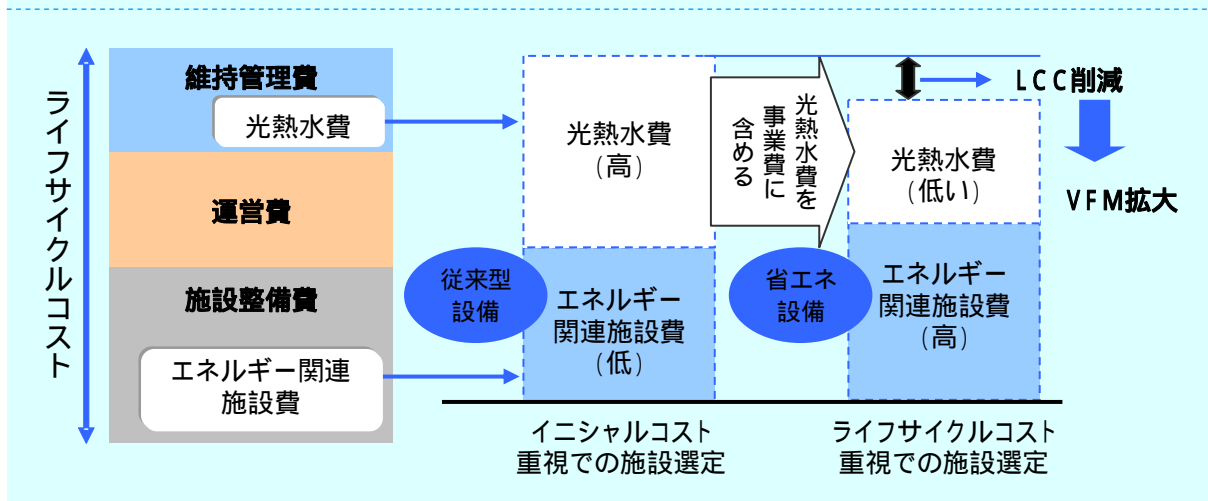 ライフサイクルコスト
維持管理費
光熱水費
運営費
施設整備費
エネルギー関連
施設費
従来型
設備
光熱水費
(高)
エネルギー
関連施設費
(低)
イニシャルコスト
重視での施設選定
光熱水費を
事業費に
含める
省エネ
設備
光熱水費
(低い)
エネルギー
関連施設費
(高)
ライフサイクルコスト
重視での施設選定
LCC削減
VFM拡大